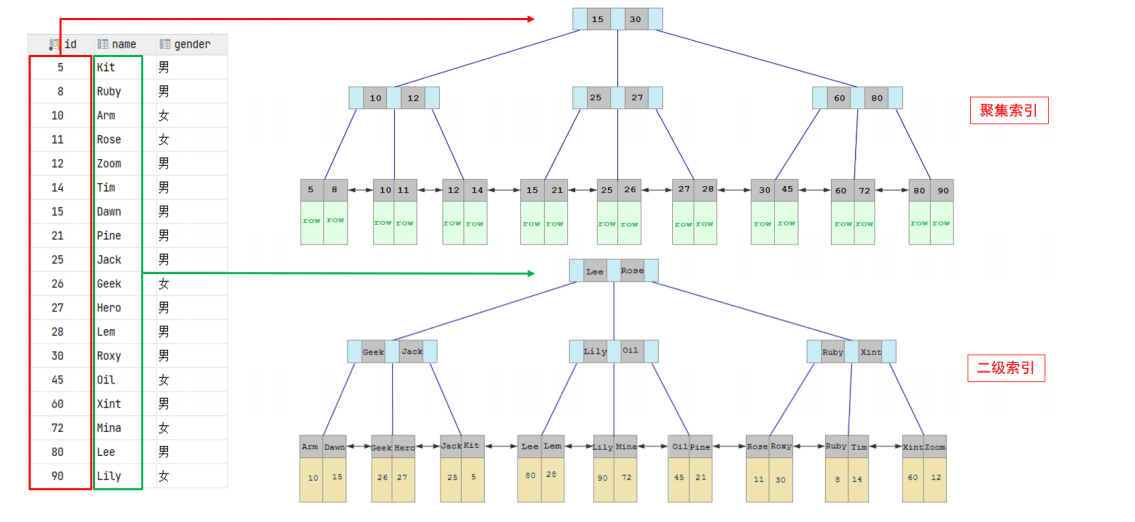 15 30
id name gender
5 Kit 男
8 Ruby 男
10 Arm 女
11 Rose 女
12 Zoom 男
14 Tim 男
15 Dawn 男
21 Pine 男
25 Jack 男
26 Geek 女
27 Hero 男
28 Lem 男
30 Roxy 男
45 Oil 女
60 Xint 男
72 Mina 女
80 Lee 男
90 Lily 女
10 12
25 27
60 80
聚集索引
5 8
10 11
12 14
15 21
25 26
27 28
30 45
60 72
80 90
row row
row row
row row
row row
row row
row row
row row
row row
row row
Lee Rose
Geek Jack
Lily Oil
Ruby Xint
二级索引
Arm Dawn
Geek Hero
Jack Kit
Lee Lem
Lily Mina
Oil Pine
Rose Roxy
Ruby Tim
Xint Zoom
10 15
26 27
25 5
80 28
90 72
45 21
11 30
8 14
60 12